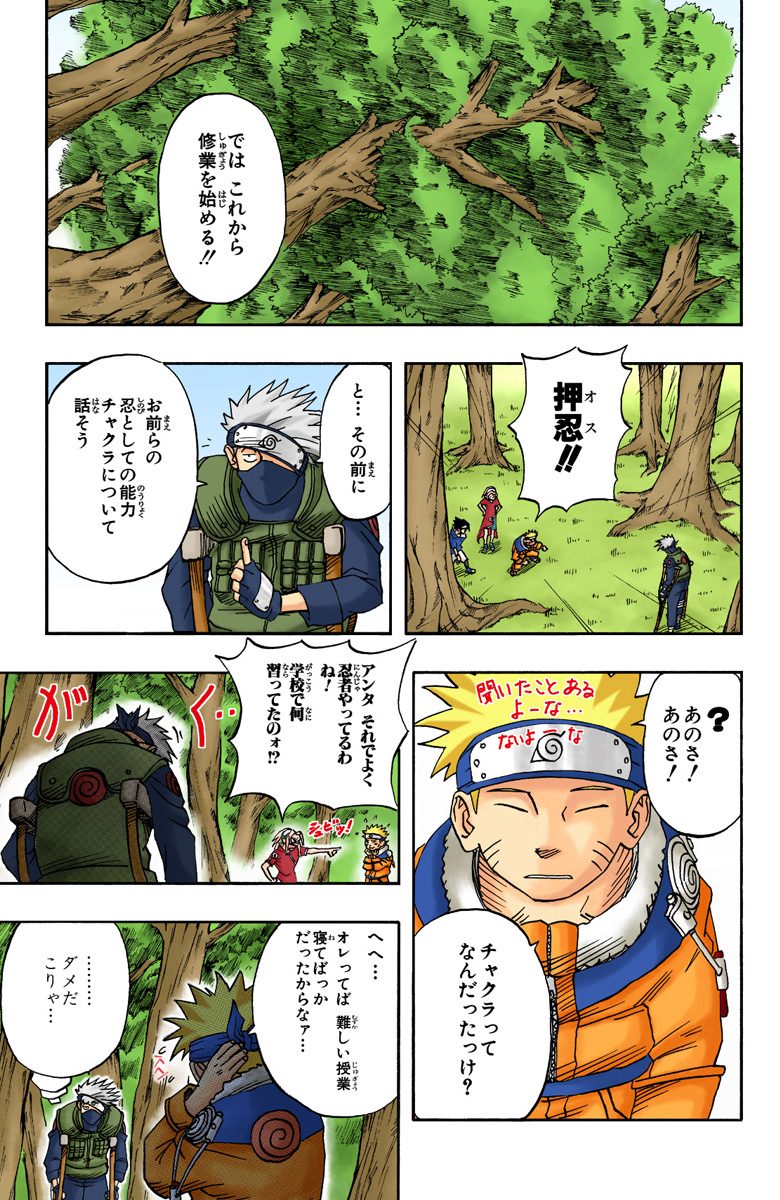 では これから
修業を始める!!
押忍!!
と… その前に
お前らの
忍としての能力
チャクラについて
話そう
?
あのさ!
あのさ!
聞いたことある
よーな…
ないよーな
チャクラって
なんだったっけ?
アンタ それでよく
忍者やってるわ
ね!
学校で何
習ってたのォ!?
ビシッ!
ガク…
へへ…
オレってば 難しい授業
寝てばっか
だったからなァ…
へへ
………
ダメだ
こりゃ…